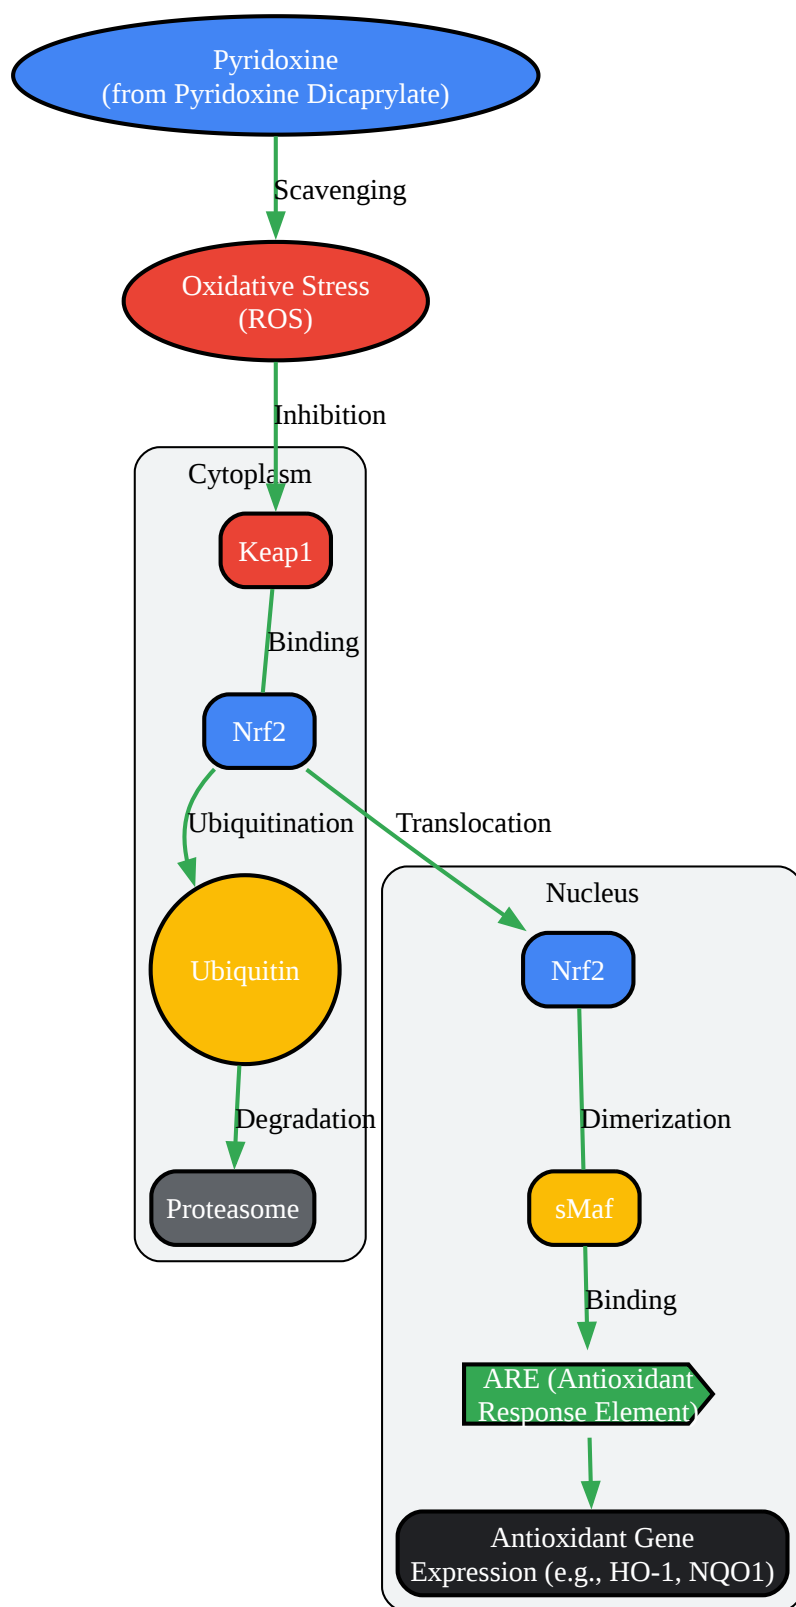 Pyridoxine
(from Pyridoxine Dicaprylate)
Scavenging
Oxidative Stress
(ROS)
Inhibition
Cytoplasm
Keap1
Binding
Nrf2
Ubiquitination
Translocation
Nucleus
Ubiquitin
Nrf2
Degradation
Dimerization
Proteasome
sMaf
Binding
ARE (Antioxidant
Response Element)
Antioxidant Gene
Expression (e.g., HO-1, NQO1)